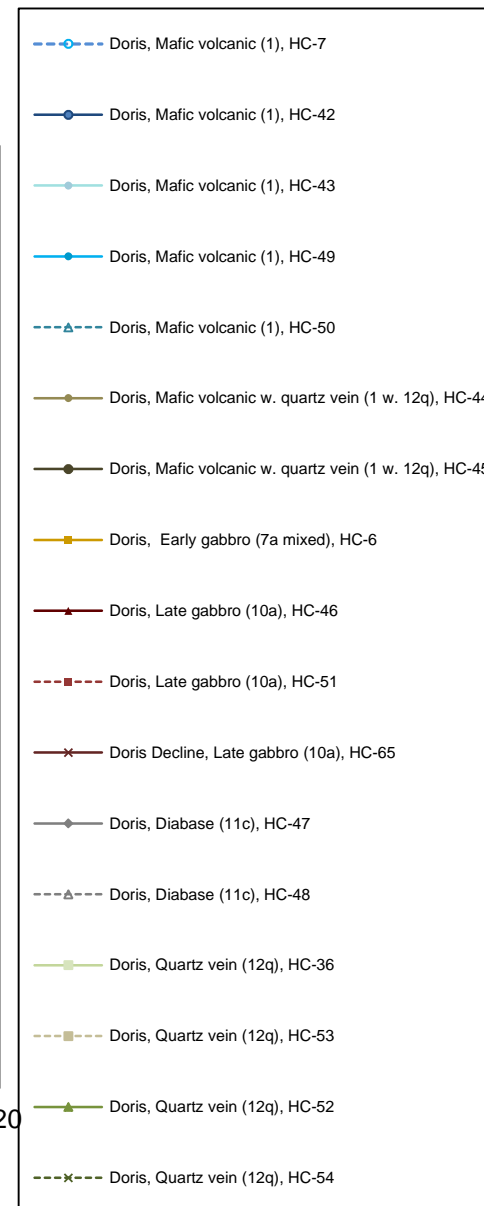 Doris, Mafic volcanic (1), HC-7
Doris, Mafic volcanic (1), HC-42
Doris, Mafic volcanic (1), HC-43
Doris, Mafic volcanic (1), HC-49
Doris, Mafic volcanic (1), HC-50
Doris, Mafic volcanic w. quartz vein (1 w. 12q), HC-44
Doris, Mafic volcanic w. quartz vein (1 w. 12q), HC-45
Doris,  Early gabbro (7a mixed), HC-6
Doris, Late gabbro (10a), HC-46
Doris, Late gabbro (10a), HC-51
Doris Decline, Late gabbro (10a), HC-65
Doris, Diabase (11c), HC-47
Doris, Diabase (11c), HC-48
Doris, Quartz vein (12q), HC-36
Doris, Quartz vein (12q), HC-53
20
Doris, Quartz vein (12q), HC-52
Doris, Quartz vein (12q), HC-54